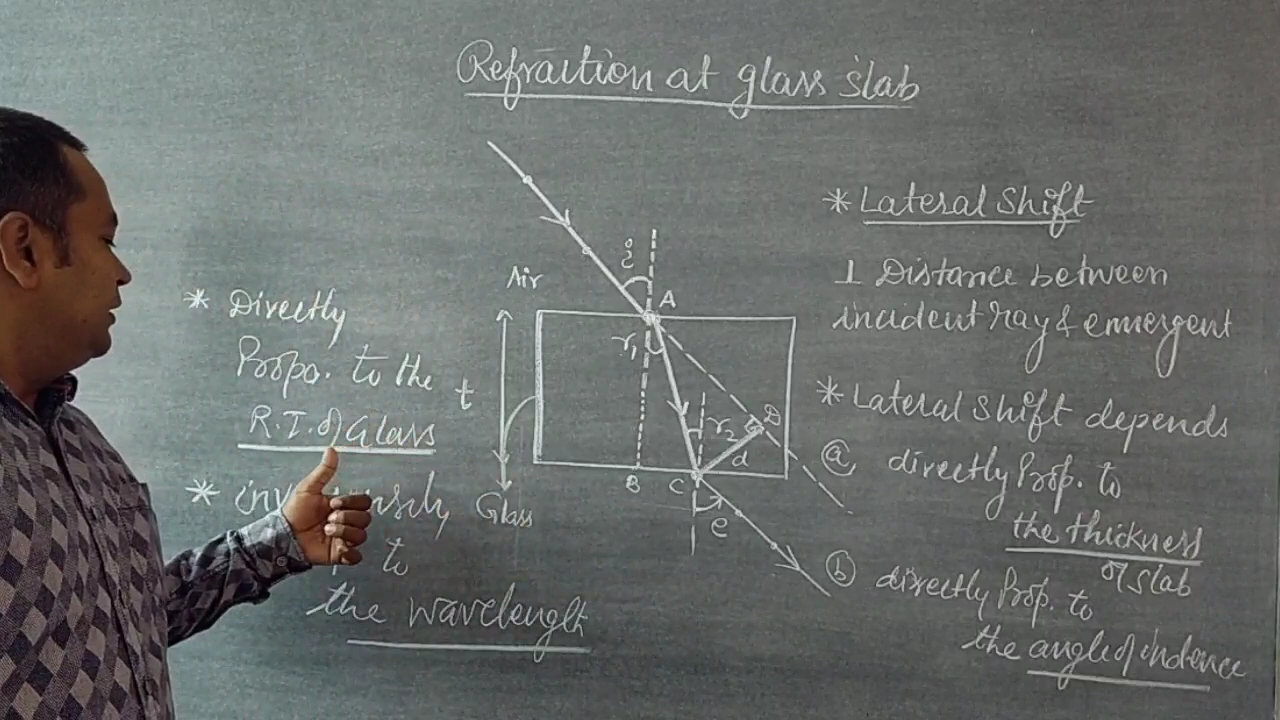 Refraction at glass slab
* Directly
Propo. to the
R.I. of Glass
* inversely
to
the wavelenght
Air
i
A
r₁
t
r₂
D
d
B
C
e
Glass
* Lateral Shift
⊥ Distance between
incident ray & emergent
* Lateral Shift depends
(a) directly Prop. to
the thickness
of slab
(b) directly Prop. to
the angle of